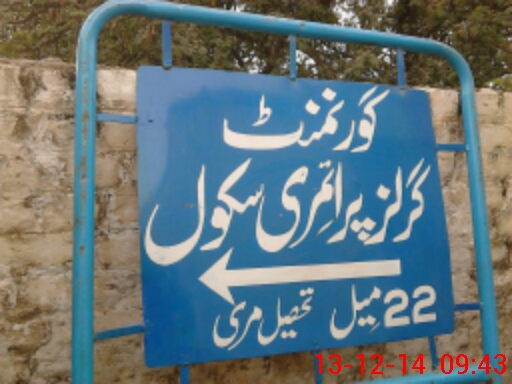 گورنمنٹ
گرلز پرائمری سکول
22 میل تحصیل مری
13-12-14 09:43